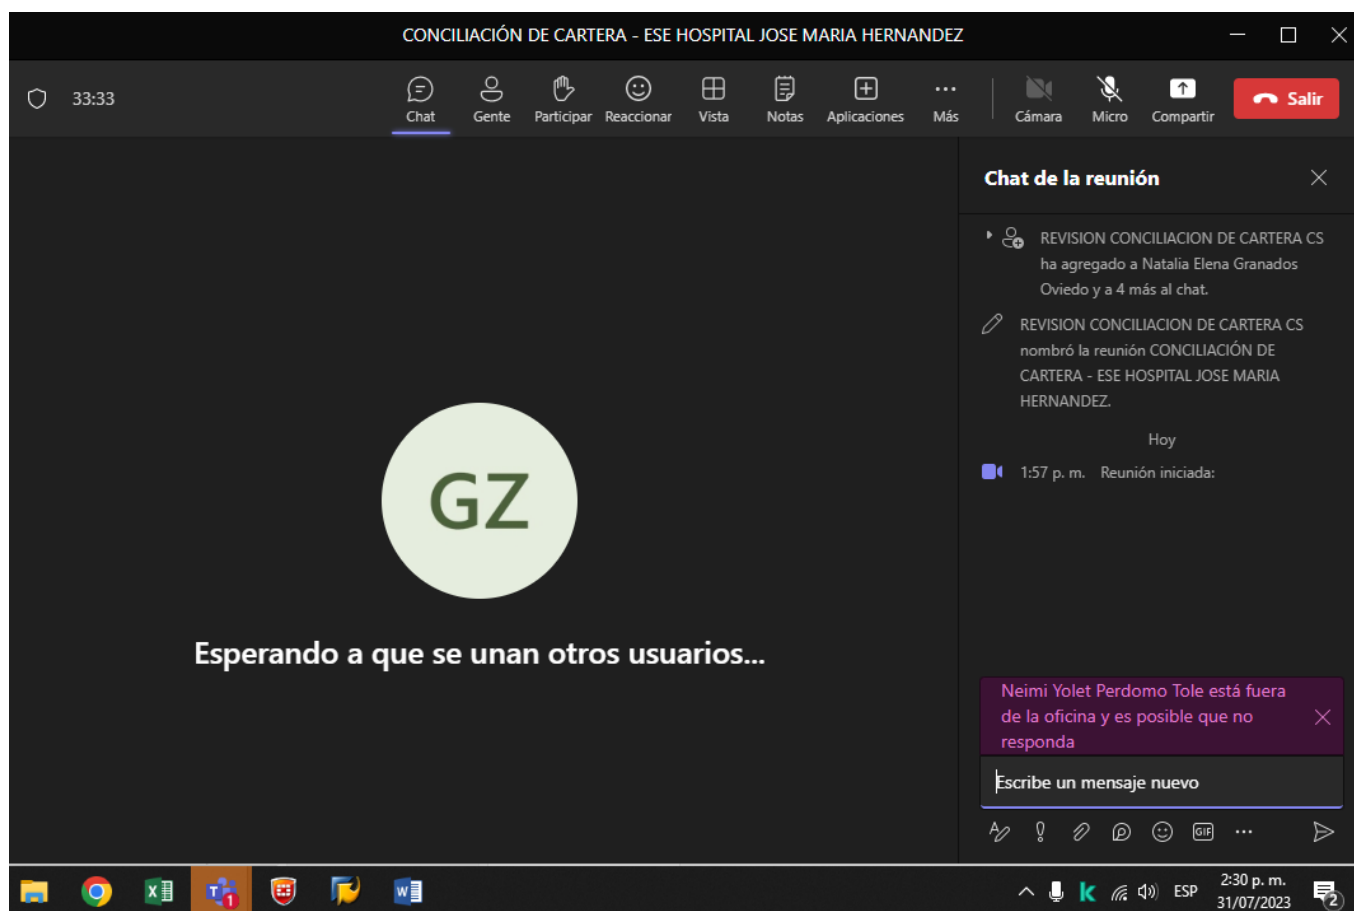 CONCILIACIÓN DE CARTERA - ESE HOSPITAL JOSE MARIA HERNANDEZ
33:33
Chat Gente Participar Reaccionar Vista Notas Aplicaciones Más Cámara Micro Compartir Salir
Chat de la reunión
REVISION CONCILIACION DE CARTERA CS
ha agregado a Natalia Elena Granados
Oviedo y a 4 más al chat.
REVISION CONCILIACION DE CARTERA CS
nombró la reunión CONCILIACIÓN DE
CARTERA - ESE HOSPITAL JOSE MARIA
HERNANDEZ.
Hoy
1:57 p. m. Reunión iniciada:
GZ
Esperando a que se unan otros usuarios...
Neimi Yolet Perdomo Tole está fuera
de la oficina y es posible que no
responda
Escribe un mensaje nuevo
GIF
ESP
2:30 p. m.
31/07/2023
2